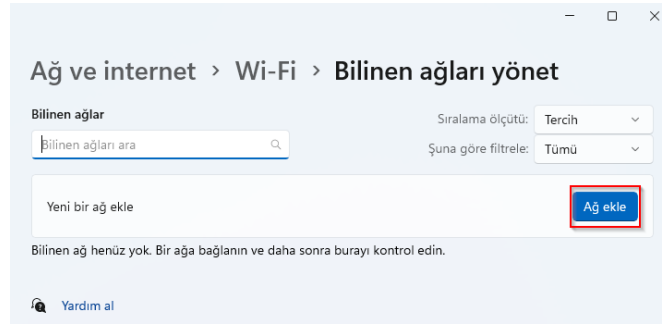 Ağ ve internet > Wi-Fi > Bilinen ağları yönet
Bilinen ağlar
Sıralama ölçütü: Tercih
Bilinen ağları ara
Şuna göre filtrele: Tümü
Yeni bir ağ ekle
Ağ ekle
Bilinen ağ henüz yok. Bir ağa bağlanın ve daha sonra burayı kontrol edin.
Yardım al